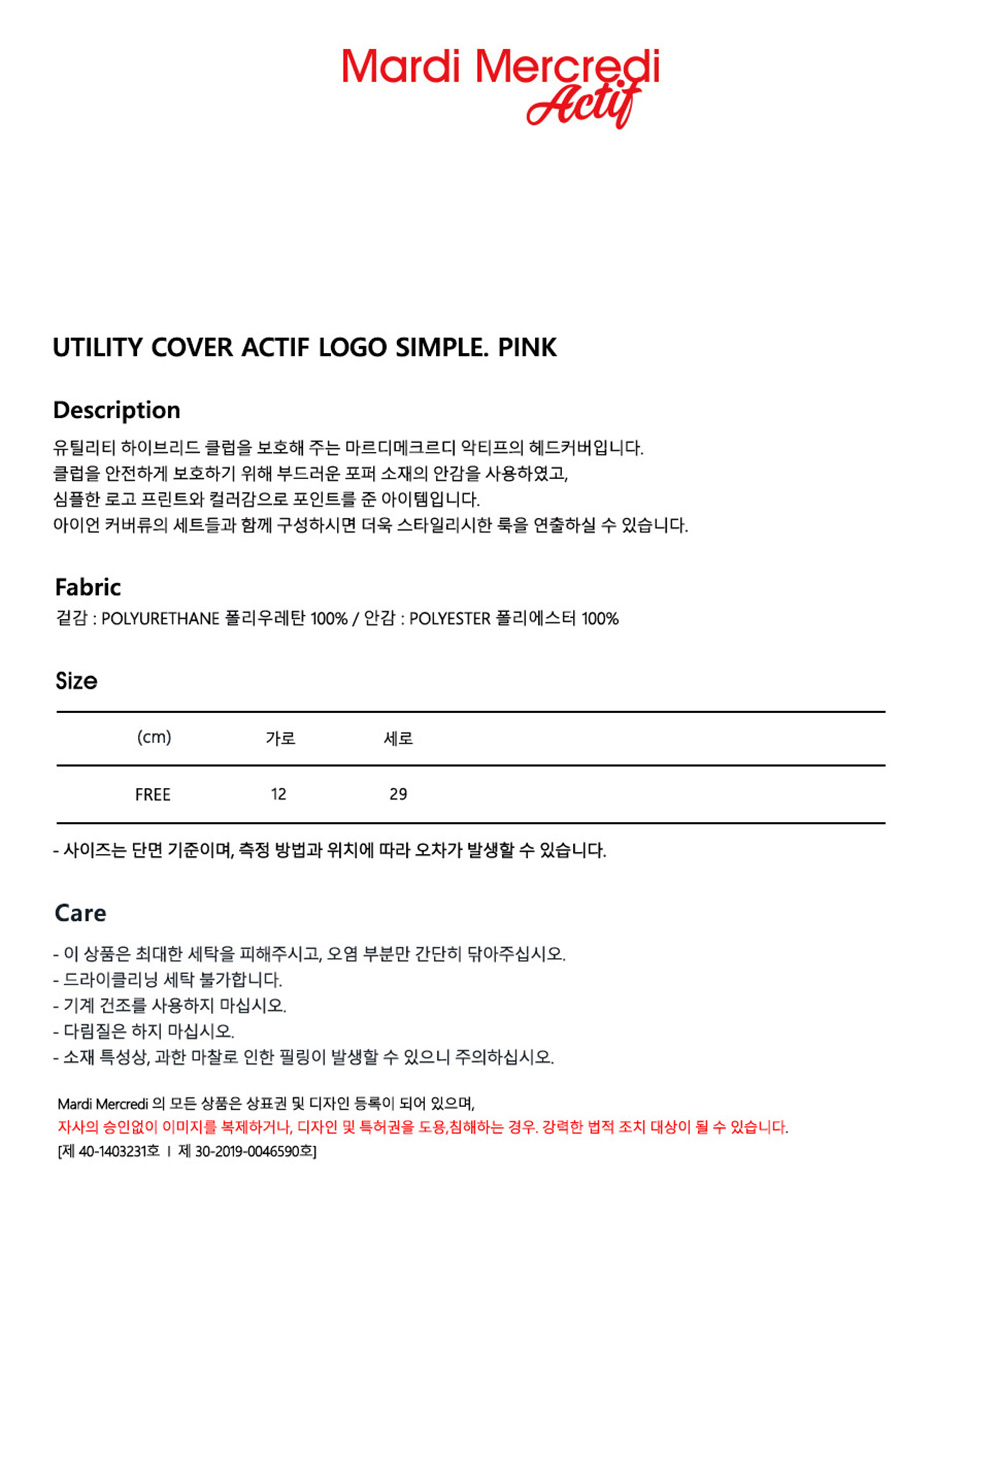 Mardi Mercredi
Actif
UTILITY COVER ACTIF LOGO SIMPLE. PINK
Description
유틸리티 하이브리드 클럽을 보호해 주는 마르디메크르디 악티프의 헤드커버입니다.
클럽을 안전하게 보호하기 위해 부드러운 포퍼 소재의 안감을 사용하였고,
심플한 로고 프린트와 컬러감으로 포인트를 준 아이템입니다.
아이언 커버류의 세트들과 함께 구성하시면 더욱 스타일리시한 룩을 연출하실 수 있습니다.
Fabric
겉감 : POLYURETHANE 폴리우레탄 100% / 안감 : POLYESTER 폴리에스터 100%
Size
(cm) 가로 세로
FREE 12 29
- 사이즈는 단면 기준이며, 측정 방법과 위치에 따라 오차가 발생할 수 있습니다.
Care
- 이 상품은 최대한 세탁을 피해주시고, 오염 부분만 간단히 닦아주십시오.
- 드라이클리닝 세탁 불가합니다.
- 기계 건조를 사용하지 마십시오.
- 다림질은 하지 마십시오.
- 소재 특성상, 과한 마찰로 인한 필링이 발생할 수 있으니 주의하십시오.
Mardi Mercredi 의 모든 상품은 상표권 및 디자인 등록이 되어 있으며,
자사의 승인없이 이미지를 복제하거나, 디자인 및 특허권을 도용,침해하는 경우. 강력한 법적 조치 대상이 될 수 있습니다.
[제 40-1403231호 ㅣ 제 30-2019-0046590호]